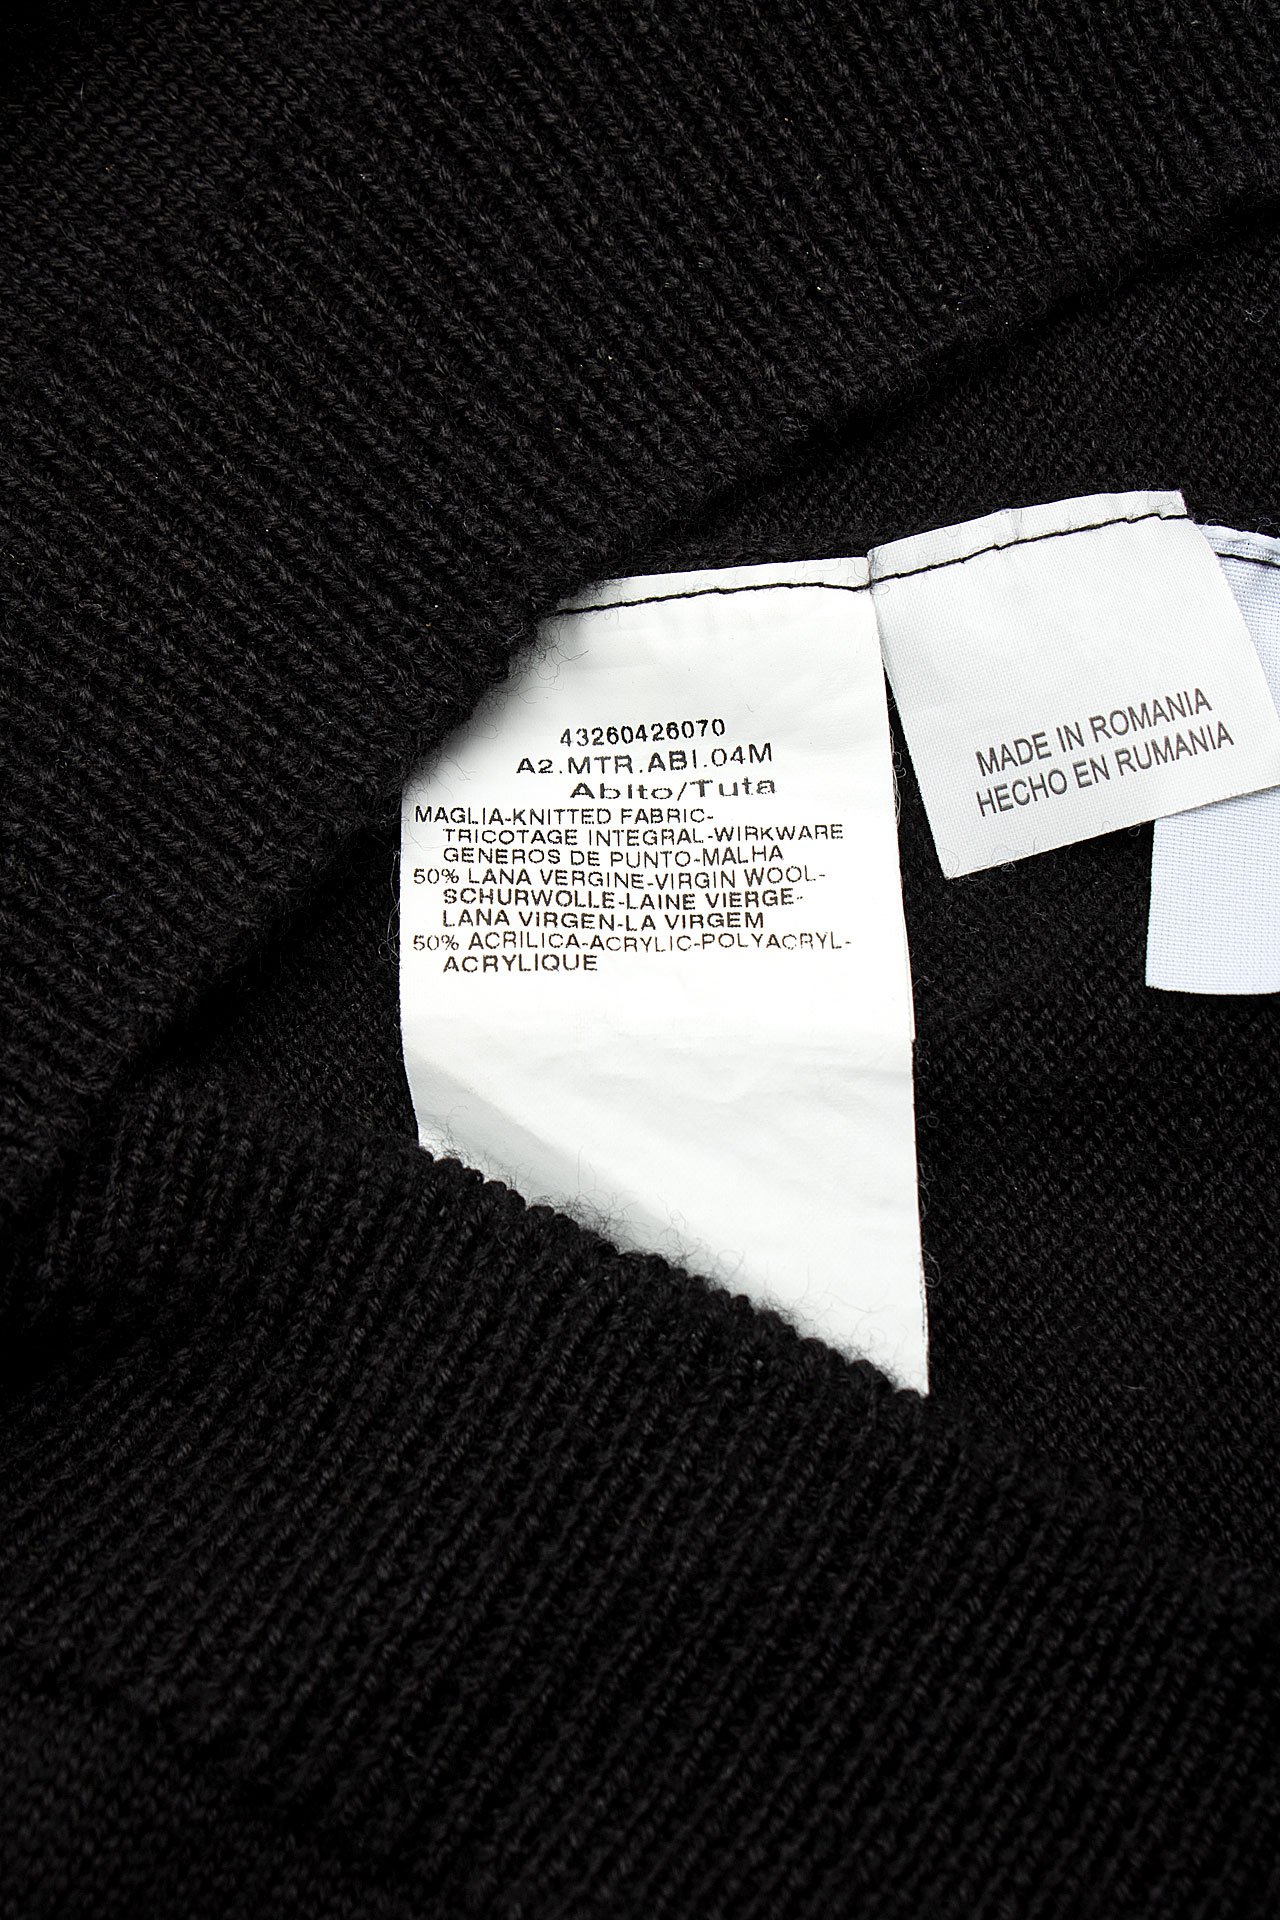 43260426070
A2.MTR.ABI.04M
Abito/Tuta
MAGLIA-KNITTED FABRIC-
TRICOTAGE INTEGRAL-WIRKWARE
GENEROS DE PUNTO-MALHA
50% LANA VERGINE-VIRGIN WOOL-
SCHURWOLLE-LAINE VIERGE-
LANA VIRGEN-LA VIRGEM
50% ACRILICA-ACRYLIC-POLYACRYL-
ACRYLIQUE
MADE IN ROMANIA
HECHO EN RUMANIA